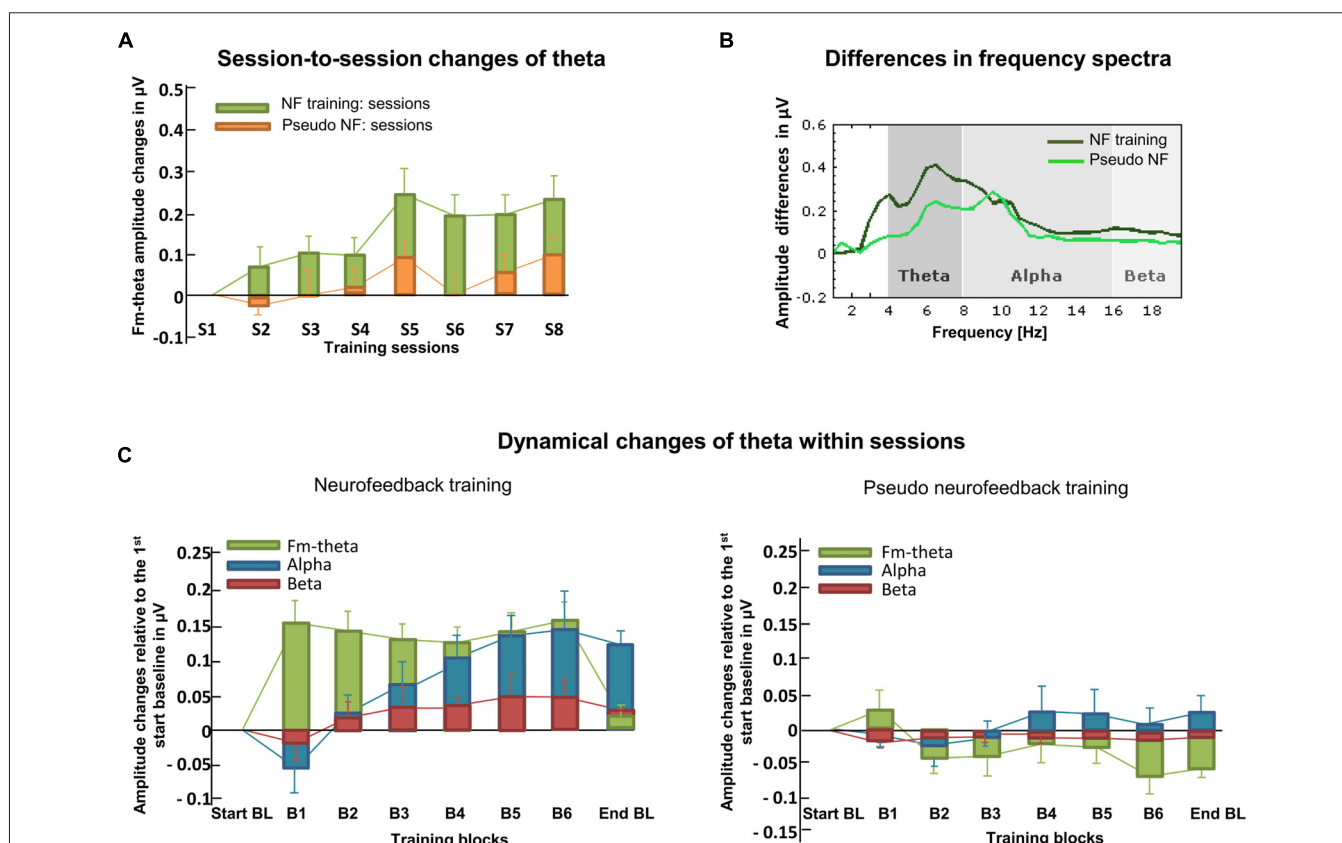 A
Session-to-session changes of theta
Fm-theta amplitude changes in µV
0.5
0.4
0.3
0.2
0.1
0
-0.1
NF training: sessions
Pseudo NF: sessions
S1 S2 S3 S4 S5 S6 S7 S8
Training sessions
B
Differences in frequency spectra
Amplitude differences in µV
0.6
0.4
0.2
0
-0.2
NF training
Pseudo NF
Theta Alpha Beta
2 4 6 8 10 12 14 16 18
Frequency [Hz]
Dynamical changes of theta within sessions
C
Neurofeedback training
Amplitude changes relative to the 1st
start baseline in µV
0.25
0.2
0.15
0.1
0.05
0
- 0.05
- 0.1
Fm-theta
Alpha
Beta
Start BL B1 B2 B3 B4 B5 B6 End BL
Training blocks
Pseudo neurofeedback training
Amplitude changes relative to the 1st
start baseline in µV
0.25
0.2
0.15
0.1
0.05
0
- 0.05
- 0.1
- 0.15
Fm-theta
Alpha
Beta
Start BL B1 B2 B3 B4 B5 B6 End BL
Training blocks